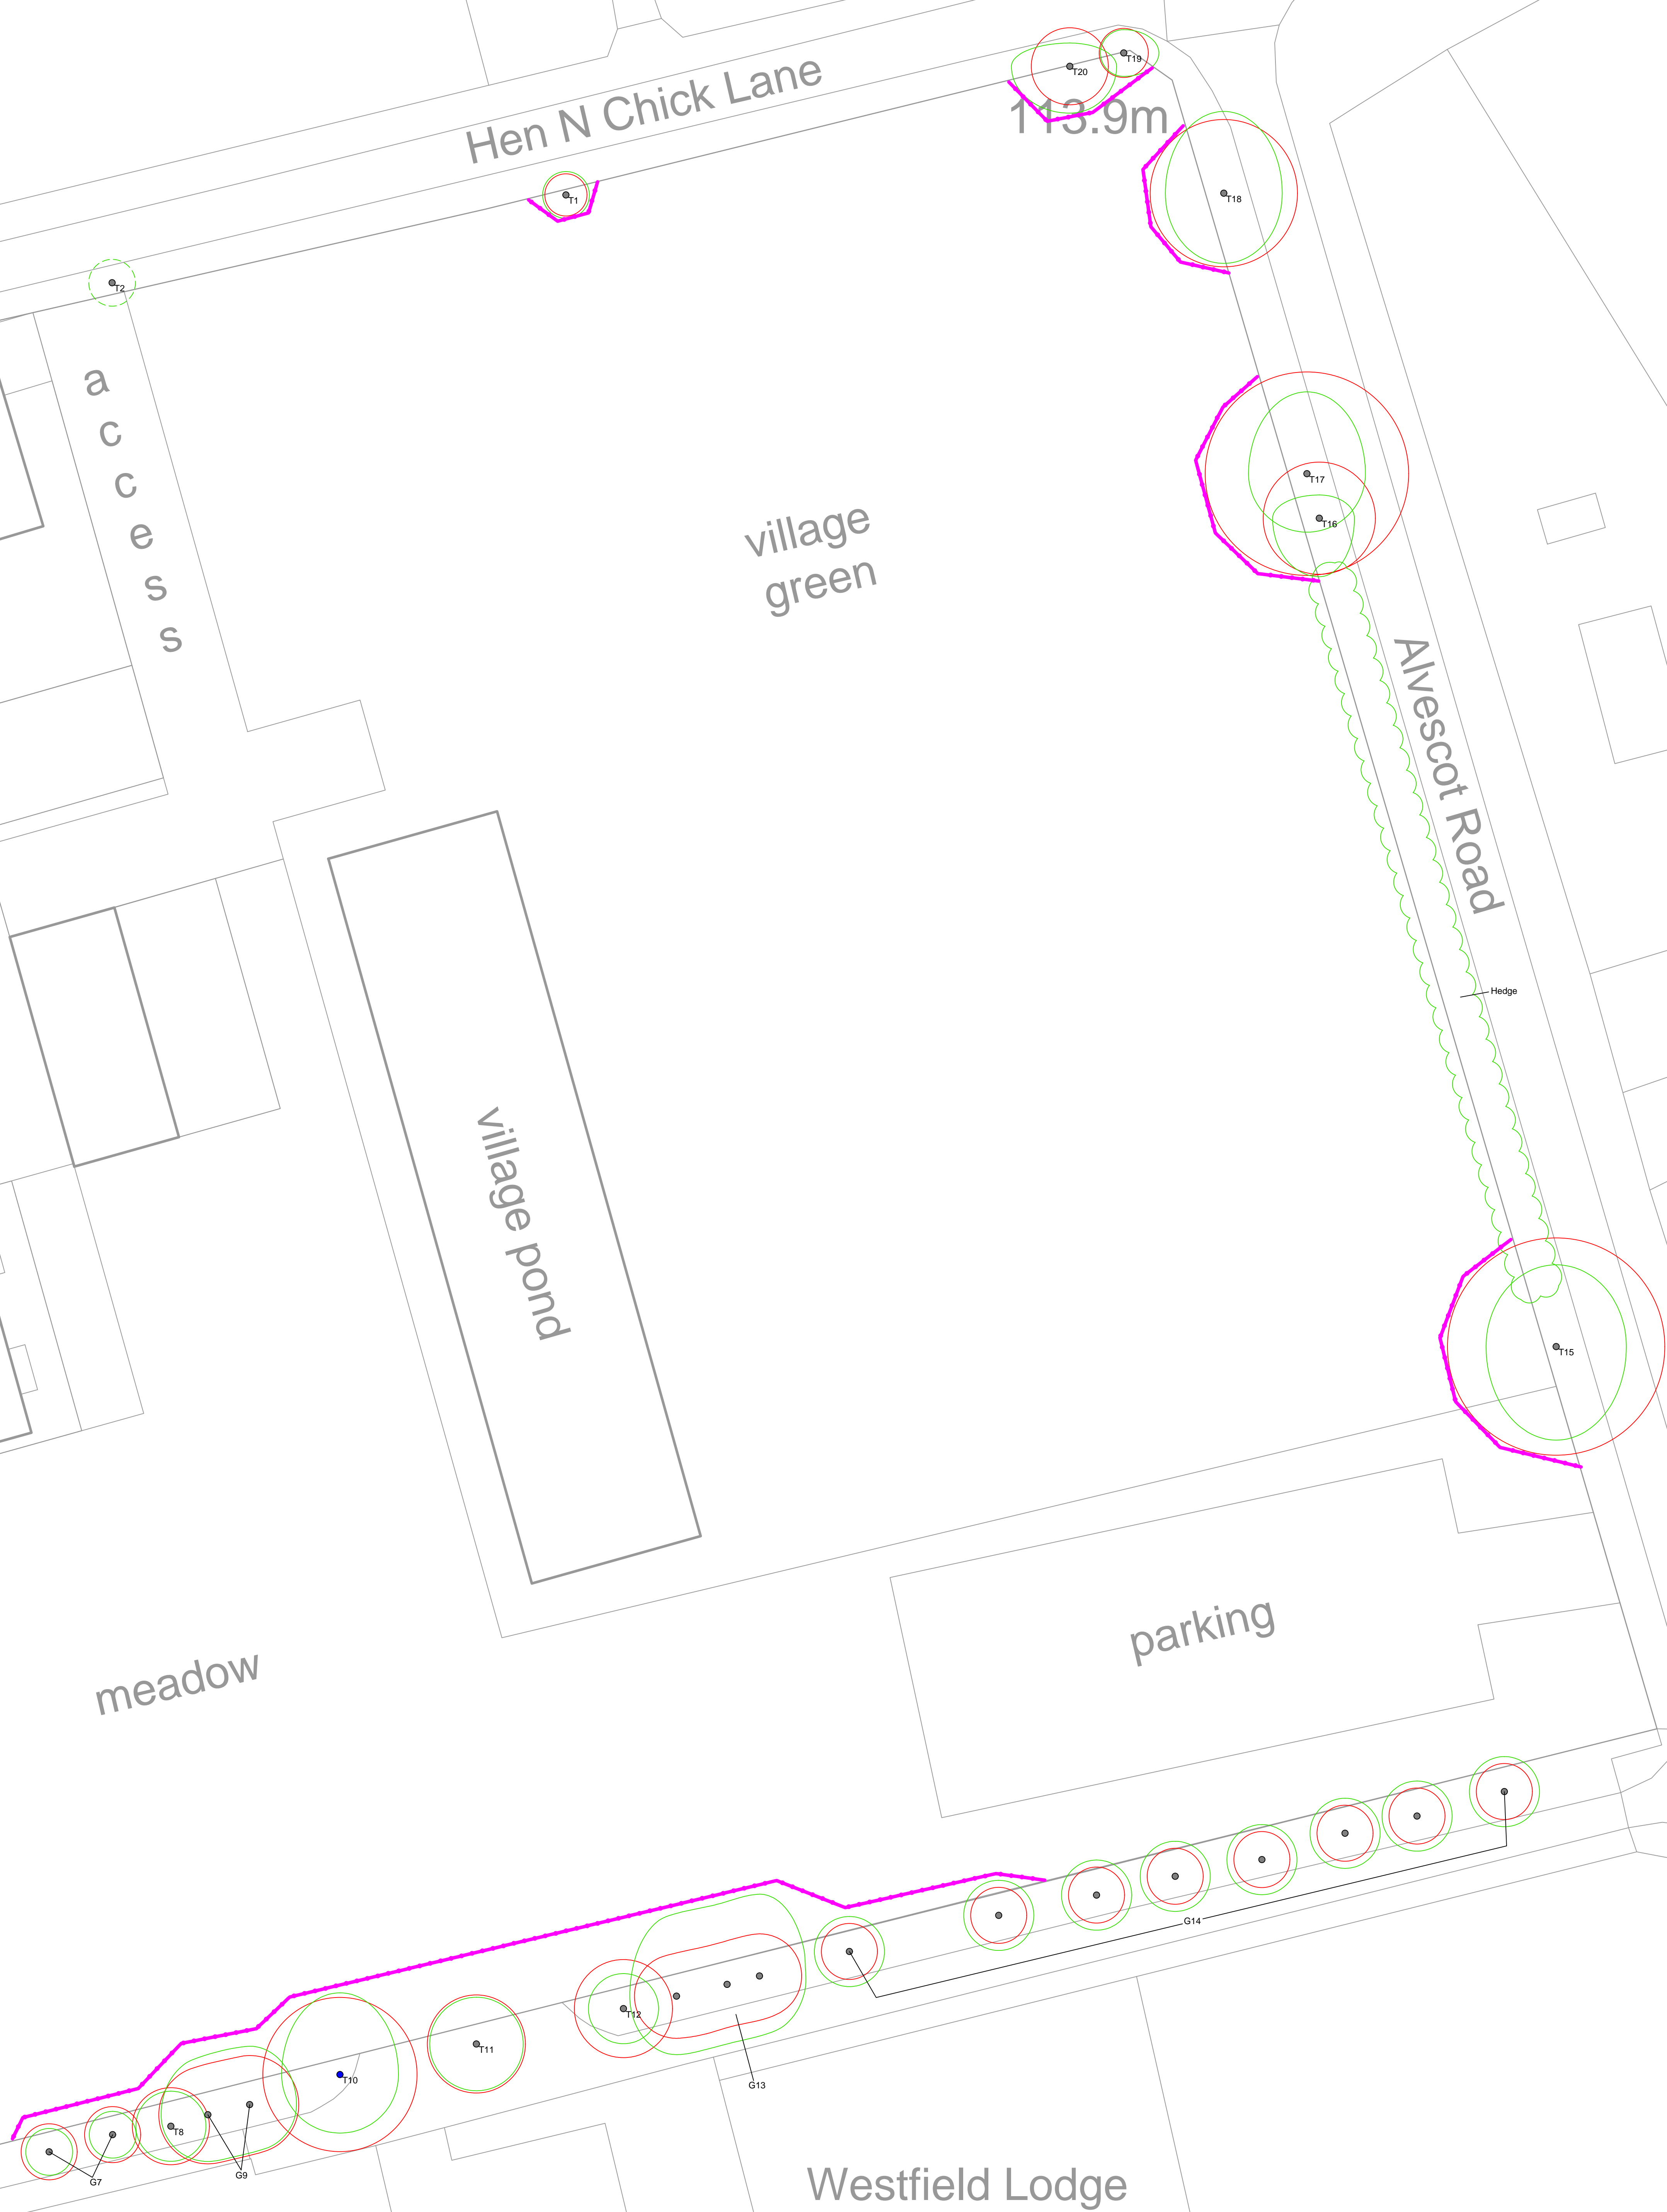 Hen N Chick Lane
T20
T19
113.9m
T18
T1
T2
access
village
green
T17
T16
Alvescot Road
Hedge
village pond
T15
parking
meadow
G14
T12
T11
G13
T10
T8
G9
G7
Westfield Lodge